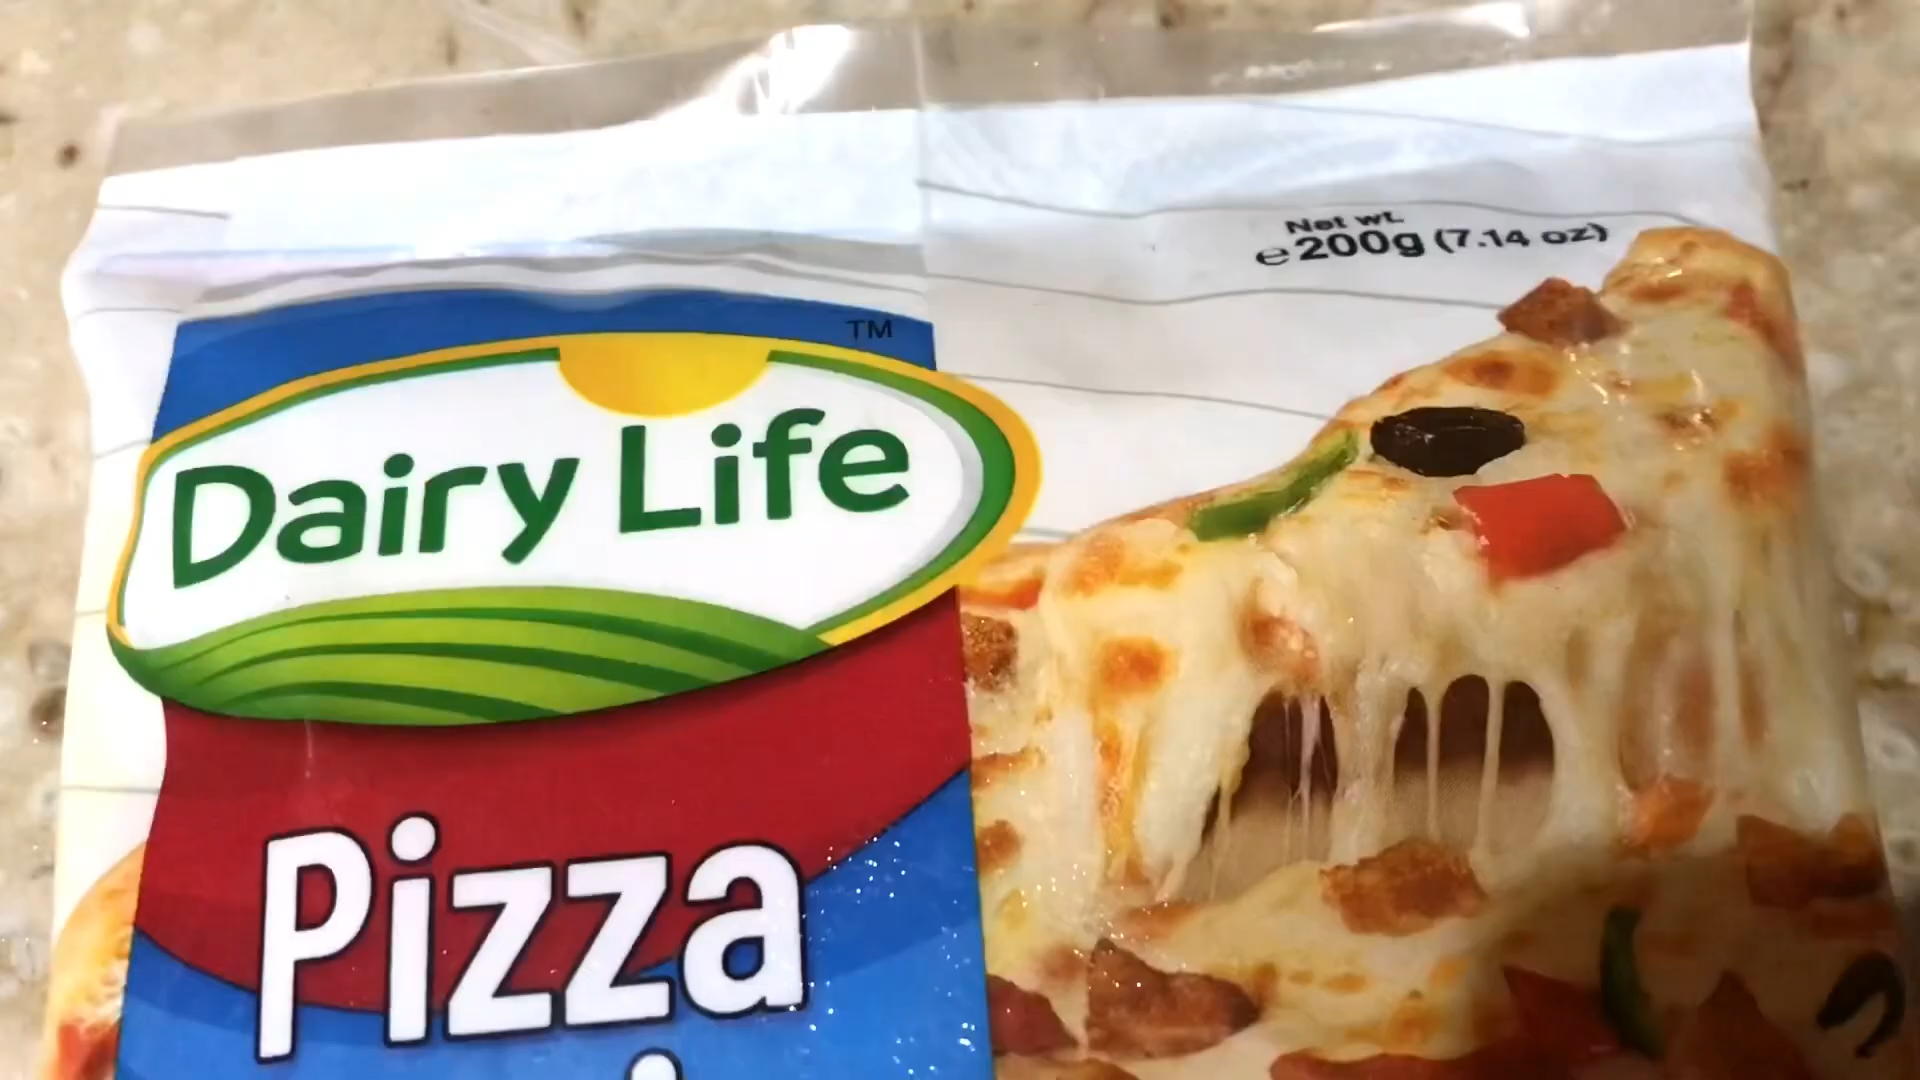 Net wt.
℮ 200g (7.14 oz)
TM
Dairy Life
Pizza